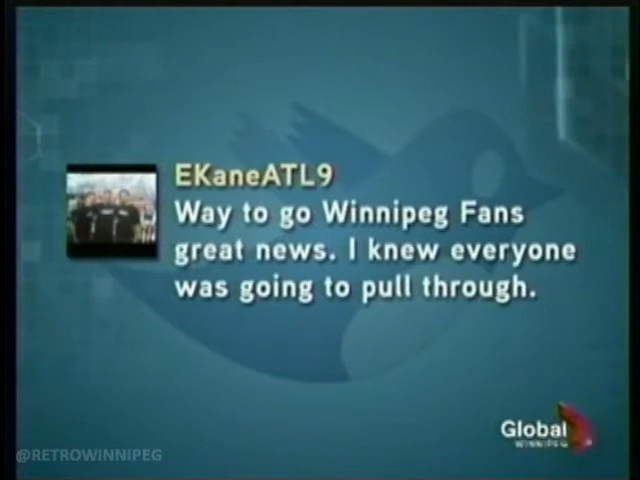 EKaneATL9
Way to go Winnipeg Fans
great news. I knew everyone
was going to pull through.
Global
WINNIPEG
@RETROWINNIPEG